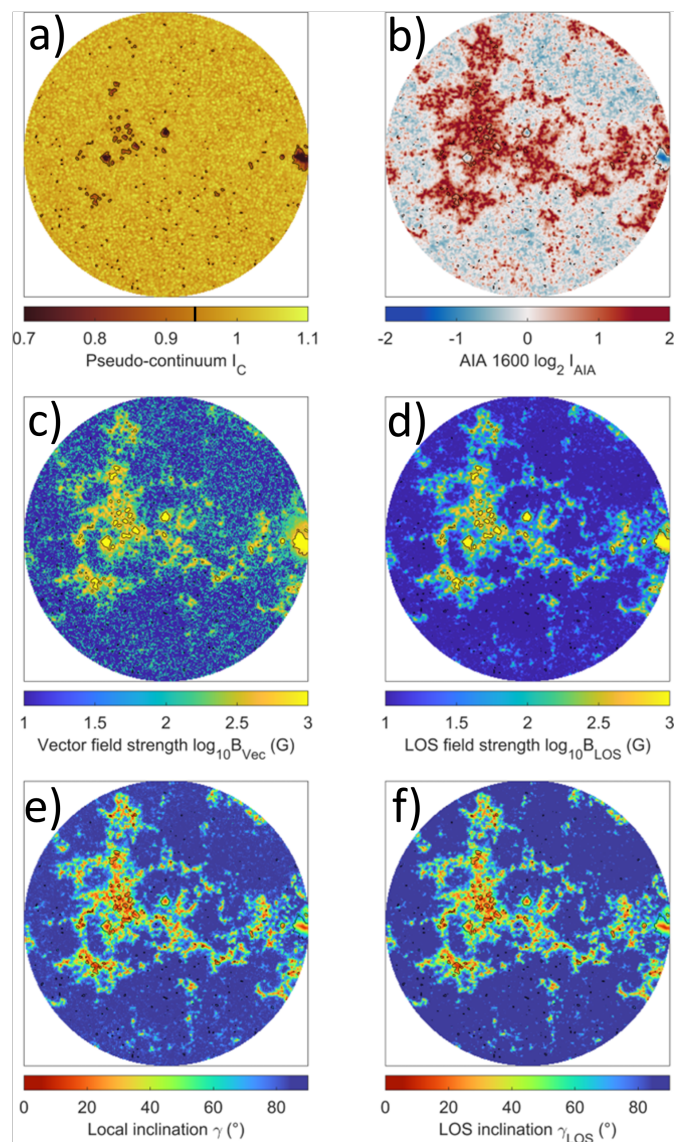 a) b)
0.7 0.8 0.9 1 1.1
Pseudo-continuum I_C
-2 -1 0 1 2
AIA 1600 log_2 I_AIA
c) d)
1 1.5 2 2.5 3
Vector field strength log_10 B_Vec (G)
1 1.5 2 2.5 3
LOS field strength log_10 B_LOS (G)
e) f)
0 20 40 60 80
Local inclination γ (°)
0 20 40 60 80
LOS inclination γ_LOS (°)